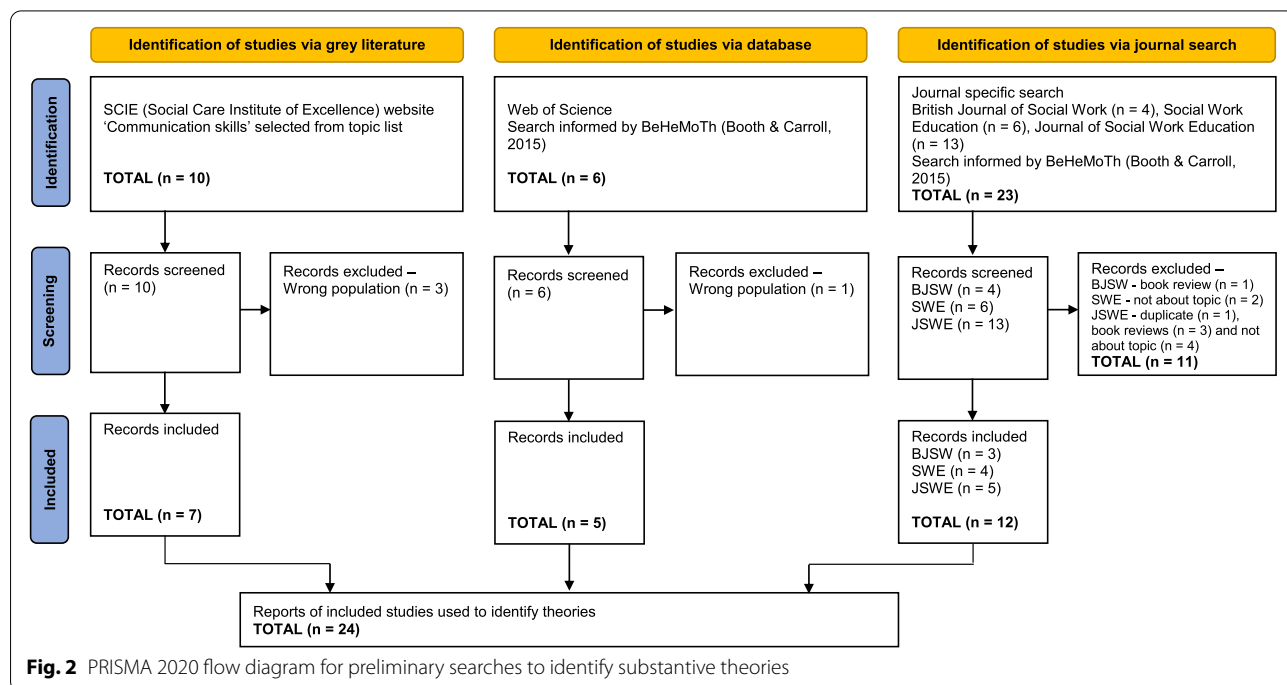 Identification of studies via grey literature
Identification of studies via database
Identification of studies via journal search
Identification
SCIE (Social Care Institute of Excellence) website
'Communication skills' selected from topic list
TOTAL (n = 10)
Web of Science
Search informed by BeHeMoTh (Booth & Carroll,
2015)
TOTAL (n = 6)
Journal specific search
British Journal of Social Work (n = 4), Social Work
Education (n = 6), Journal of Social Work Education
(n = 13)
Search informed by BeHeMoTh (Booth & Carroll,
2015)
TOTAL (n = 23)
Screening
Records screened
(n = 10)
Records excluded –
Wrong population (n = 3)
Records screened
(n = 6)
Records excluded –
Wrong population (n = 1)
Records screened
BJSW (n = 4)
SWE (n = 6)
JSWE (n = 13)
Records excluded –
BJSW - book review (n = 1)
SWE - not about topic (n = 2)
JSWE - duplicate (n = 1),
book reviews (n = 3) and not
about topic (n = 4)
TOTAL (n = 11)
Included
Records included
TOTAL (n = 7)
Records included
TOTAL (n = 5)
Records included
BJSW (n = 3)
SWE (n = 4)
JSWE (n = 5)
TOTAL (n = 12)
Reports of included studies used to identify theories
TOTAL (n = 24)
Fig. 2 PRISMA 2020 flow diagram for preliminary searches to identify substantive theories